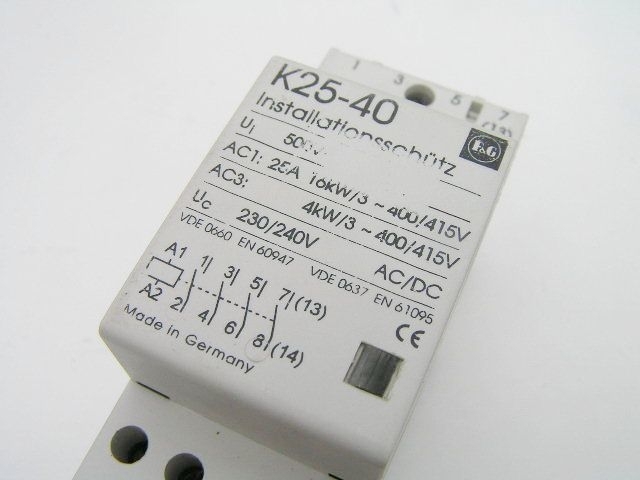 1 3 5 7
(13)
K25-40
Installationsschütz
F&G
Ui 500V
AC1: 25A 16kW/3 ~ 400/415V
AC3: 4kW/3 ~ 400/415V
Uc 230/240V AC/DC
VDE 0660 EN 60947 VDE 0637 EN 61095
A1 1 3 5 7 (13)
A2 2 4 6 8 (14)
CE
Made in Germany